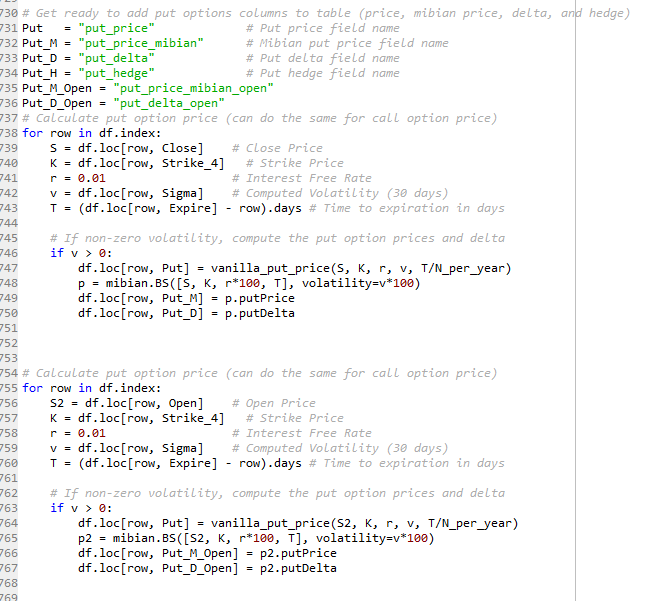 730 # Get ready to add put options columns to table (price, mibian price, delta, and hedge)
731 Put   = "put_price"             # Put price field name
732 Put_M = "put_price_mibian"      # Mibian put price field name
733 Put_D = "put_delta"             # Put delta field name
734 Put_H = "put_hedge"             # Put hedge field name
735 Put_M_Open = "put_price_mibian_open"
736 Put_D_Open = "put_delta_open"
737 # Calculate put option price (can do the same for call option price)
738 for row in df.index:
739     S = df.loc[row, Close]    # Close Price
740     K = df.loc[row, Strike_4]   # Strike Price
741     r = 0.01                  # Interest Free Rate
742     v = df.loc[row, Sigma]    # Computed Volatility (30 days)
743     T = (df.loc[row, Expire] - row).days # Time to expiration in days
744
745     # If non-zero volatility, compute the put option prices and delta
746     if v > 0:
747         df.loc[row, Put] = vanilla_put_price(S, K, r, v, T/N_per_year)
748         p = mibian.BS([S, K, r*100, T], volatility=v*100)
749         df.loc[row, Put_M] = p.putPrice
750         df.loc[row, Put_D] = p.putDelta
751
752
753
754 # Calculate put option price (can do the same for call option price)
755 for row in df.index:
756     S2 = df.loc[row, Open]    # Open Price
757     K = df.loc[row, Strike_4]   # Strike Price
758     r = 0.01                  # Interest Free Rate
759     v = df.loc[row, Sigma]    # Computed Volatility (30 days)
760     T = (df.loc[row, Expire] - row).days # Time to expiration in days
761
762     # If non-zero volatility, compute the put option prices and delta
763     if v > 0:
764         df.loc[row, Put] = vanilla_put_price(S2, K, r, v, T/N_per_year)
765         p2 = mibian.BS([S2, K, r*100, T], volatility=v*100)
766         df.loc[row, Put_M_Open] = p2.putPrice
767         df.loc[row, Put_D_Open] = p2.putDelta
768
769